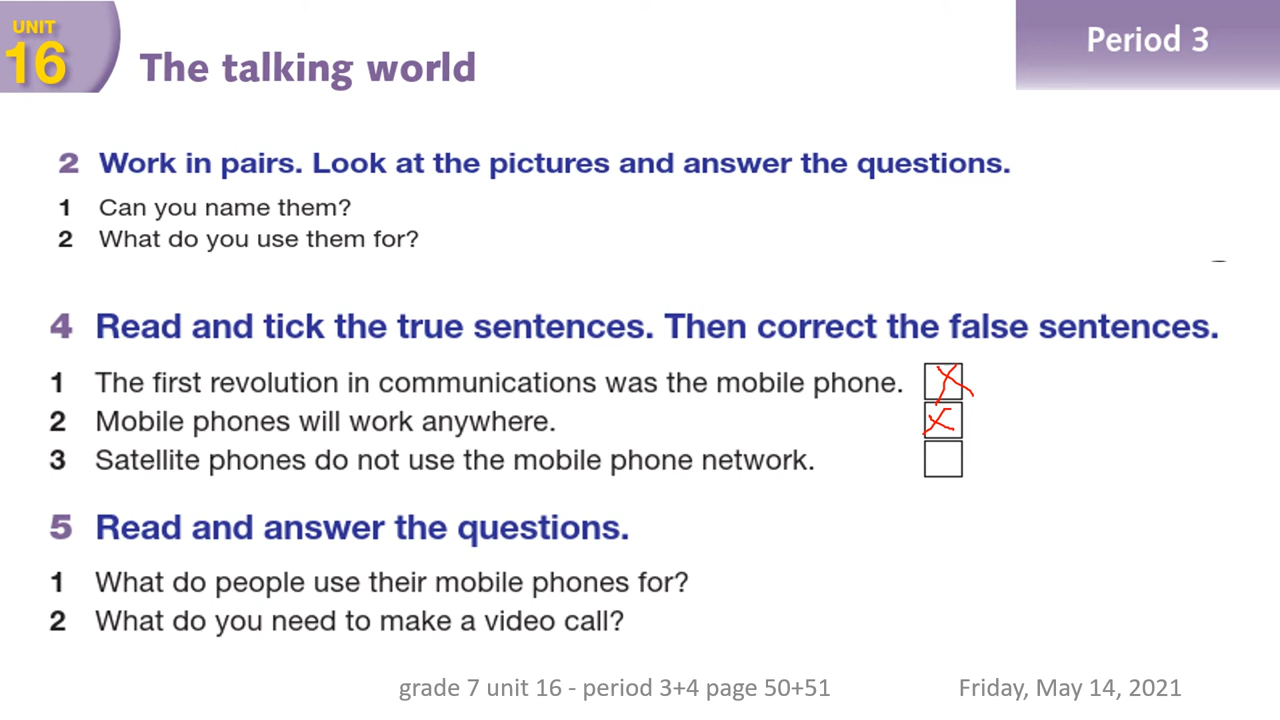 UNIT
16
The talking world
Period 3
2 Work in pairs. Look at the pictures and answer the questions.
1 Can you name them?
2 What do you use them for?
4 Read and tick the true sentences. Then correct the false sentences.
1 The first revolution in communications was the mobile phone. X
2 Mobile phones will work anywhere. X
3 Satellite phones do not use the mobile phone network.
5 Read and answer the questions.
1 What do people use their mobile phones for?
2 What do you need to make a video call?
grade 7 unit 16 - period 3+4 page 50+51 Friday, May 14, 2021